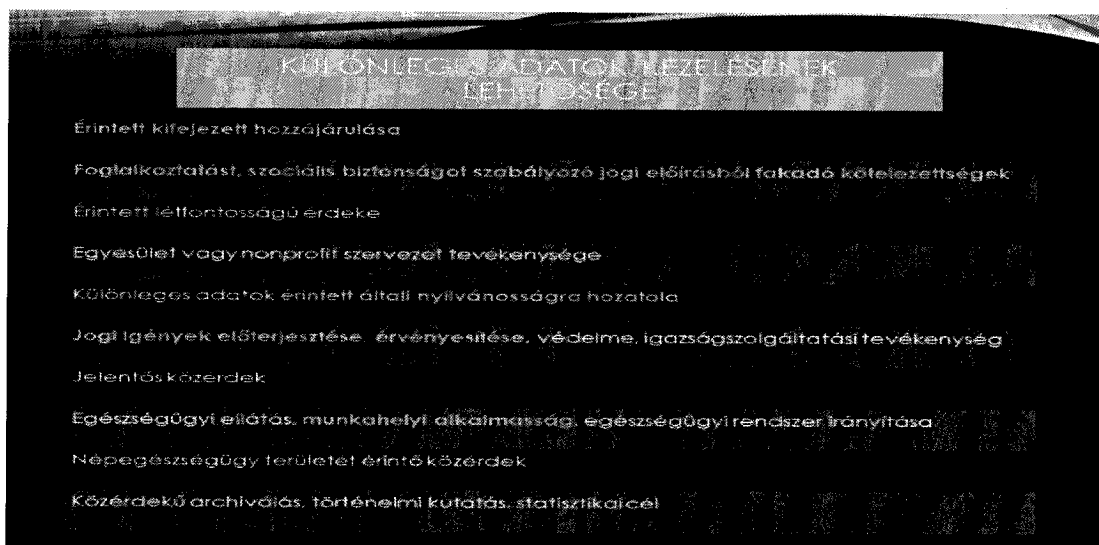 KÜLÖNLEGES ADATOK KEZELÉSÉNEK
LEHETŐSÉGE
Érintett kifejezett hozzájárulása
Foglalkoztatást, szociális biztonságot szabályozó jogi előírásból fakadó kötelezettségek
Érintett létfontosságú érdeke
Egyesület vagy nonprofit szervezet tevékenysége
Különleges adatok érintett általi nyilvánosságra hozatala
Jogi igények előterjesztése, érvényesítése, védelme, igazságszolgáltatási tevékenység
Jelentős közérdek
Egészségügyi ellátás, munkahelyi alkalmasság, egészségügyi rendszer irányítása
Népegészségügy területét érintő közérdek
Közérdekű archiválás, történelmi kutatás, statisztikai cél